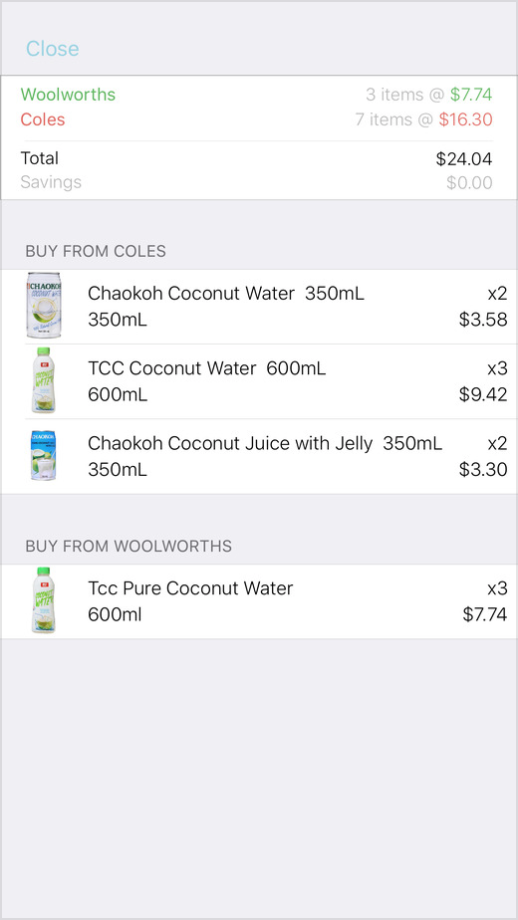 Close
Woolworths 3 items @ $7.74
Coles 7 items @ $16.30
Total $24.04
Savings $0.00
BUY FROM COLES
Chaokoh Coconut Water 350mL x2
350mL $3.58
TCC Coconut Water 600mL x3
600mL $9.42
Chaokoh Coconut Juice with Jelly 350mL x2
350mL $3.30
BUY FROM WOOLWORTHS
Tcc Pure Coconut Water x3
600ml $7.74